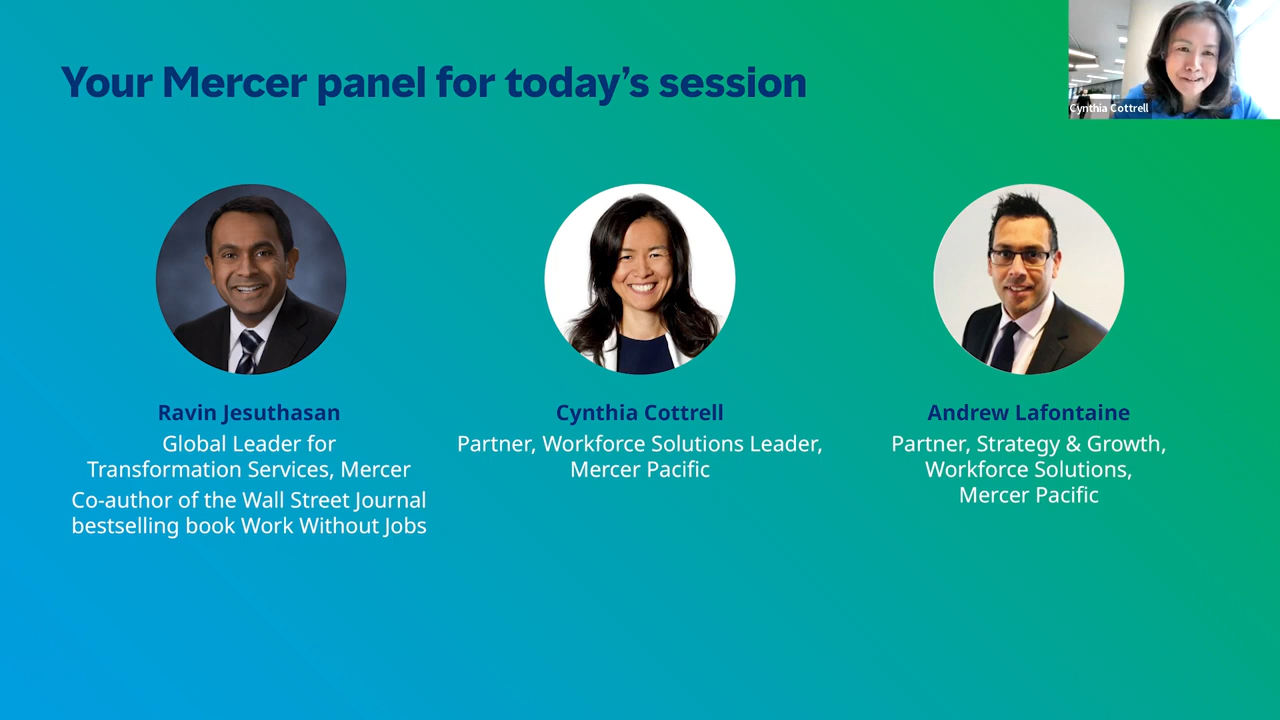 Your Mercer panel for today’s session
Cynthia Cottrell
Ravin Jesuthasan
Global Leader for
Transformation Services, Mercer
Co-author of the Wall Street Journal
bestselling book Work Without Jobs
Cynthia Cottrell
Partner, Workforce Solutions Leader,
Mercer Pacific
Andrew Lafontaine
Partner, Strategy & Growth,
Workforce Solutions,
Mercer Pacific